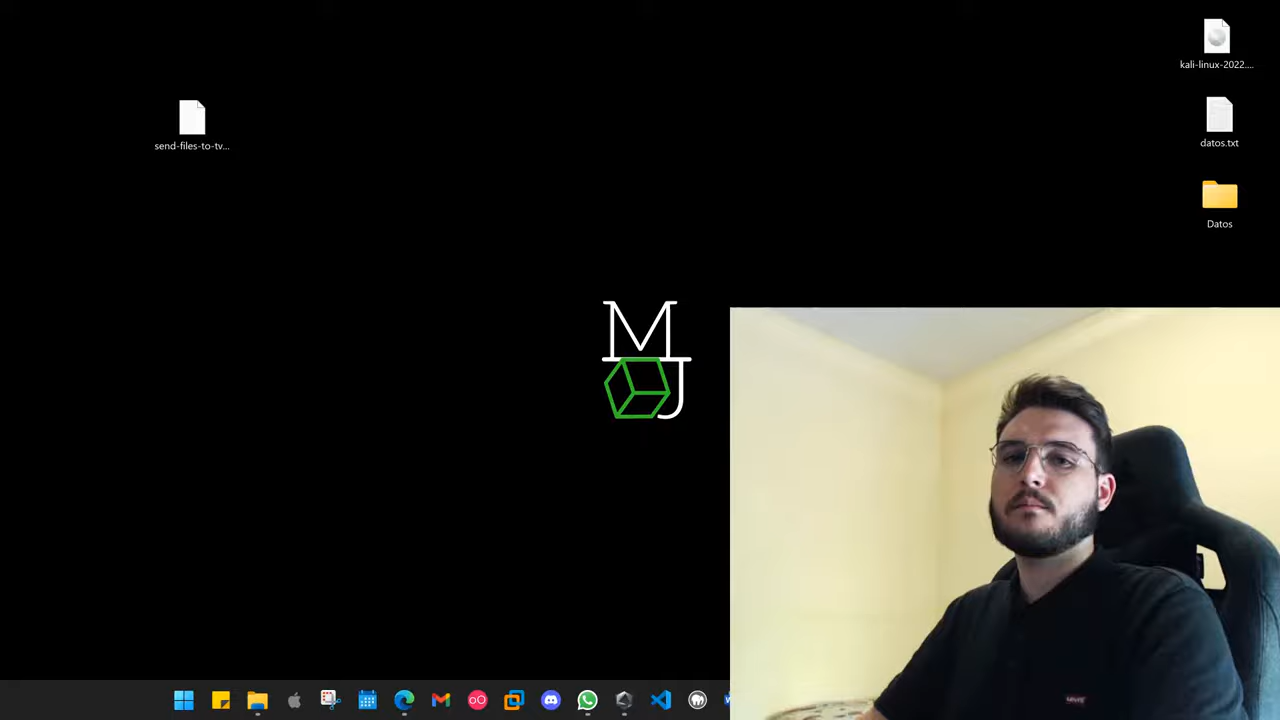 kali-linux-2022....
send-files-to-tv...
datos.txt
Datos
MJ